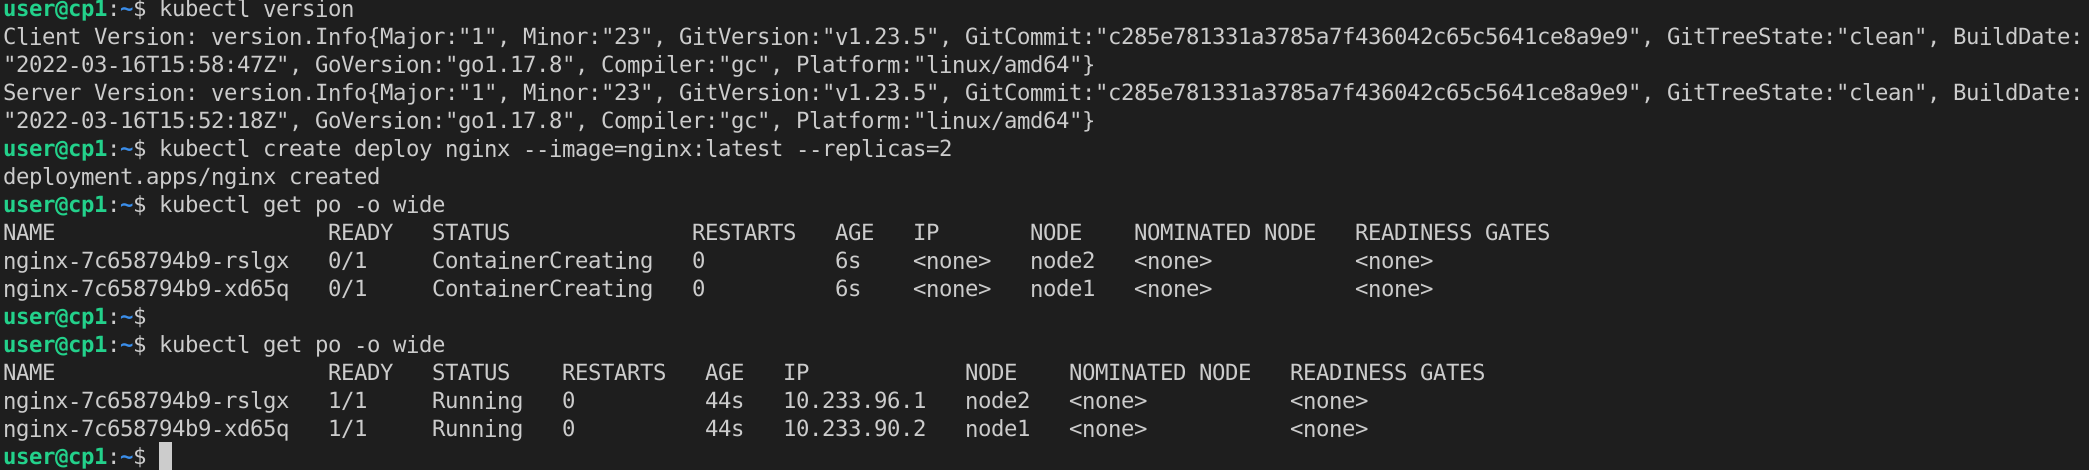 user@cp1:~$ kubectl version
Client Version: version.Info{Major:"1", Minor:"23", GitVersion:"v1.23.5", GitCommit:"c285e781331a3785a7f436042c65c5641ce8a9e9", GitTreeState:"clean", BuildDate:
"2022-03-16T15:58:47Z", GoVersion:"go1.17.8", Compiler:"gc", Platform:"linux/amd64"}
Server Version: version.Info{Major:"1", Minor:"23", GitVersion:"v1.23.5", GitCommit:"c285e781331a3785a7f436042c65c5641ce8a9e9", GitTreeState:"clean", BuildDate:
"2022-03-16T15:52:18Z", GoVersion:"go1.17.8", Compiler:"gc", Platform:"linux/amd64"}
user@cp1:~$ kubectl create deploy nginx --image=nginx:latest --replicas=2
deployment.apps/nginx created
user@cp1:~$ kubectl get po -o wide
NAME                     READY   STATUS              RESTARTS   AGE   IP       NODE    NOMINATED NODE   READINESS GATES
nginx-7c658794b9-rslgx   0/1     ContainerCreating   0          6s    <none>   node2   <none>           <none>
nginx-7c658794b9-xd65q   0/1     ContainerCreating   0          6s    <none>   node1   <none>           <none>
user@cp1:~$
user@cp1:~$ kubectl get po -o wide
NAME                     READY   STATUS    RESTARTS   AGE   IP            NODE    NOMINATED NODE   READINESS GATES
nginx-7c658794b9-rslgx   1/1     Running   0          44s   10.233.96.1   node2   <none>           <none>
nginx-7c658794b9-xd65q   1/1     Running   0          44s   10.233.90.2   node1   <none>           <none>
user@cp1:~$